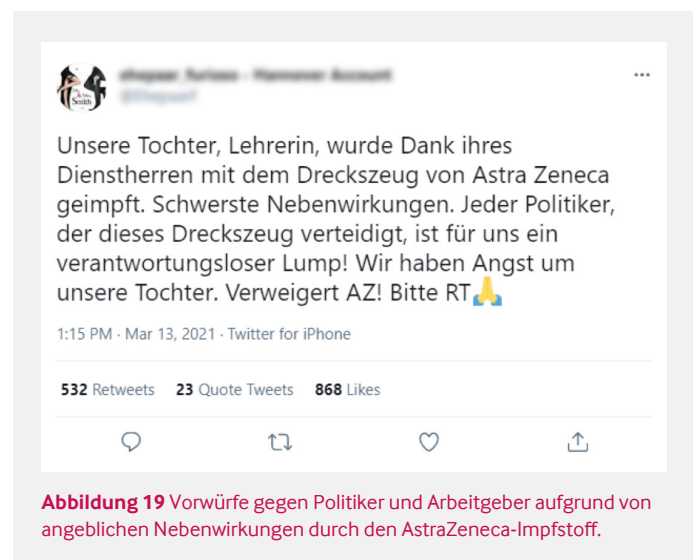 Smith
Unsere Tochter, Lehrerin, wurde Dank ihres
Dienstherren mit dem Dreckszeug von Astra Zeneca
geimpft. Schwerste Nebenwirkungen. Jeder Politiker,
der dieses Dreckszeug verteidigt, ist für uns ein
verantwortungsloser Lump! Wir haben Angst um
unsere Tochter. Verweigert AZ! Bitte RT🙏
1:15 PM · Mar 13, 2021 · Twitter for iPhone
532 Retweets 23 Quote Tweets 868 Likes
Abbildung 19 Vorwürfe gegen Politiker und Arbeitgeber aufgrund von
angeblichen Nebenwirkungen durch den AstraZeneca-Impfstoff.